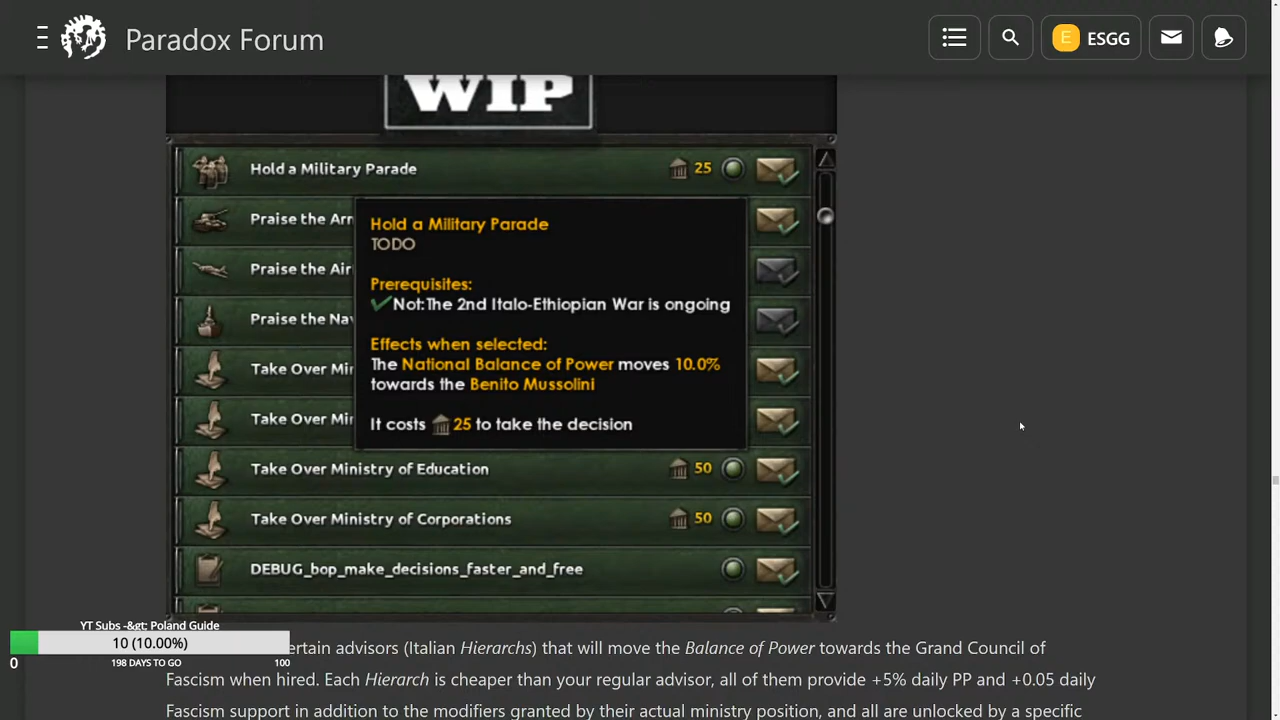 Paradox Forum
E ESGG
WIP
Hold a Military Parade 25
Praise the Arr
Praise the Air
Praise the Na
Take Over Mi
Take Over Mi
Hold a Military Parade
TODO
Prerequisites:
Not:The 2nd Italo-Ethiopian War is ongoing
Effects when selected:
The National Balance of Power moves 10.0%
towards the Benito Mussolini
It costs 25 to take the decision
Take Over Ministry of Education 50
Take Over Ministry of Corporations 50
DEBUG_bop_make_decisions_faster_and_free
YT Subs -&gt: Poland Guide
10 (10.00%)
0 198 DAYS TO GO 100
ertain advisors (Italian Hierarchs) that will move the Balance of Power towards the Grand Council of
Fascism when hired. Each Hierarch is cheaper than your regular advisor, all of them provide +5% daily PP and +0.05 daily
Fascism support in addition to the modifiers granted by their actual ministry position, and all are unlocked by a specific